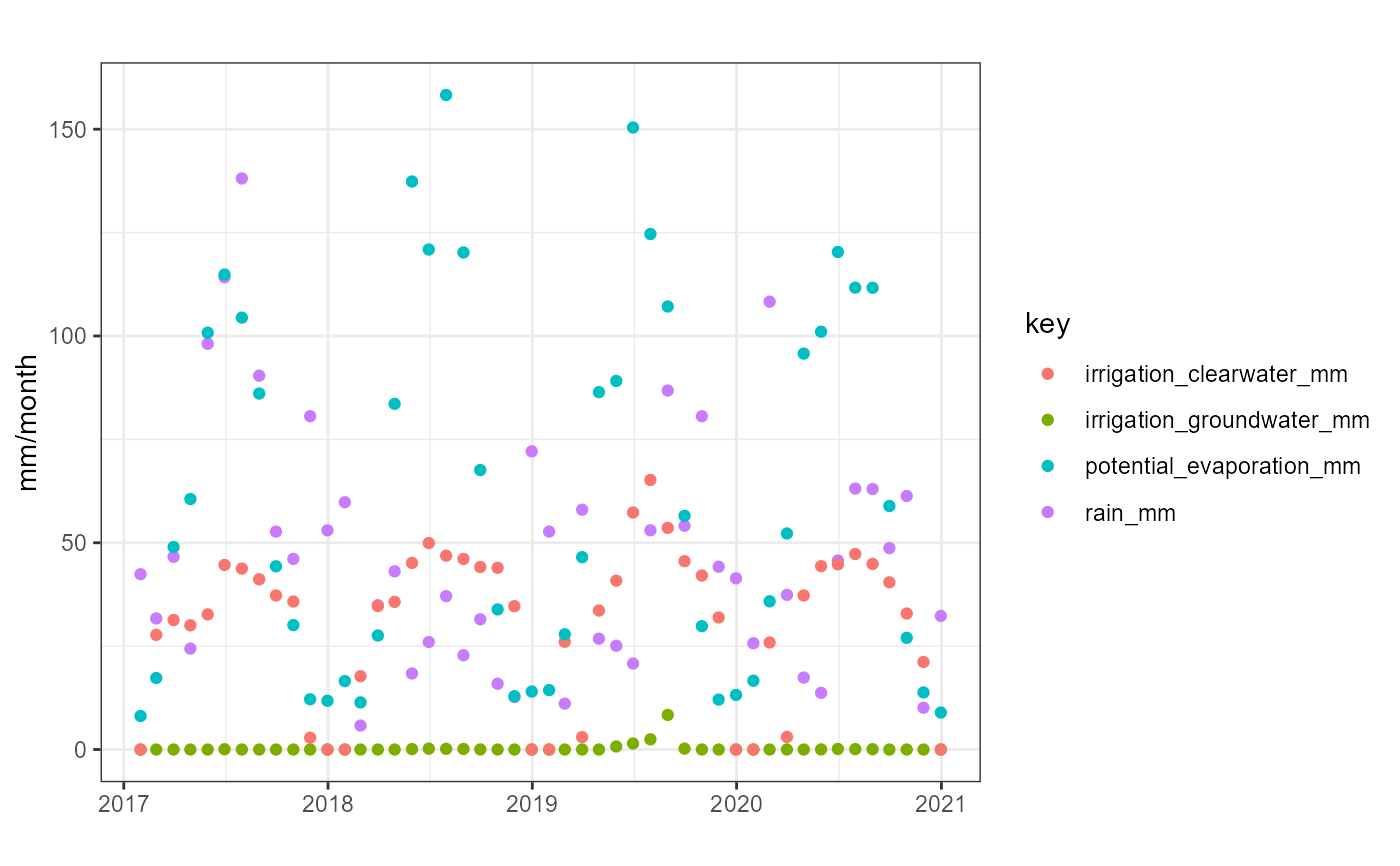 150
100
50
0
mm/month
2017
2018
2019
2020
2021
key
irrigation_clearwater_mm
irrigation_groundwater_mm
potential_evaporation_mm
rain_mm